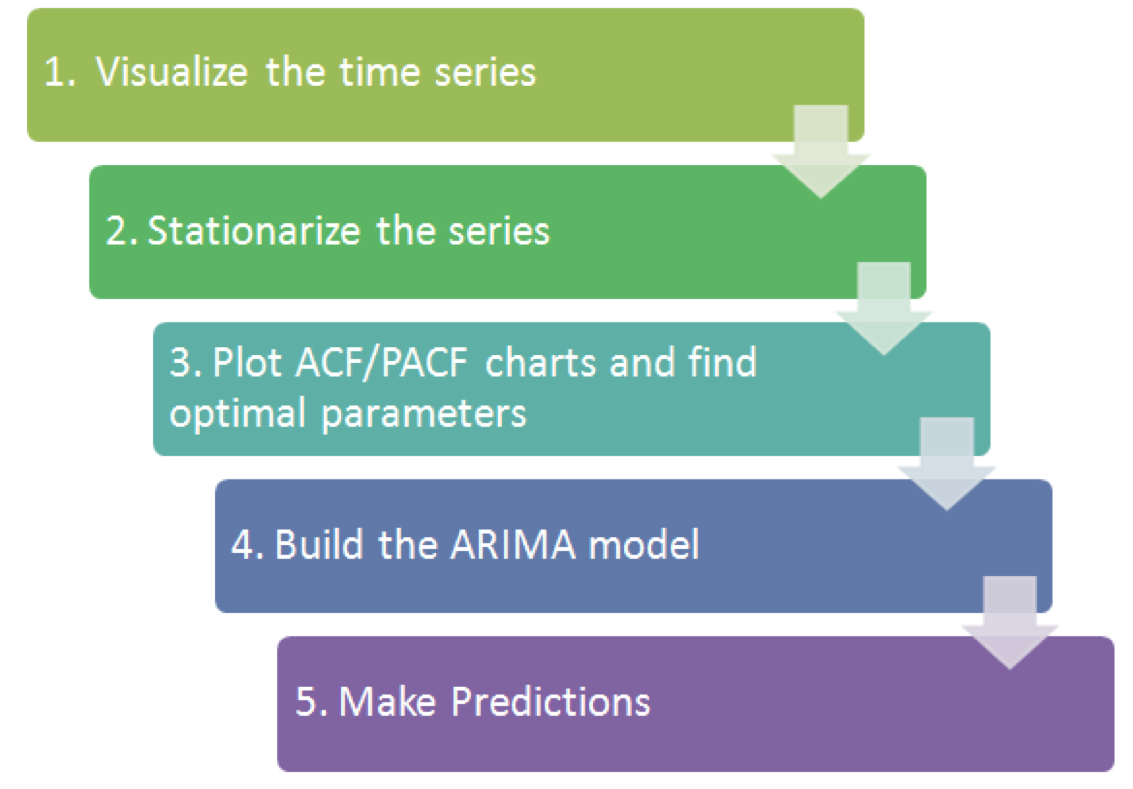 1. Visualize the time series
2. Stationarize the series
3. Plot ACF/PACF charts and find
optimal parameters
4. Build the ARIMA model
5. Make Predictions